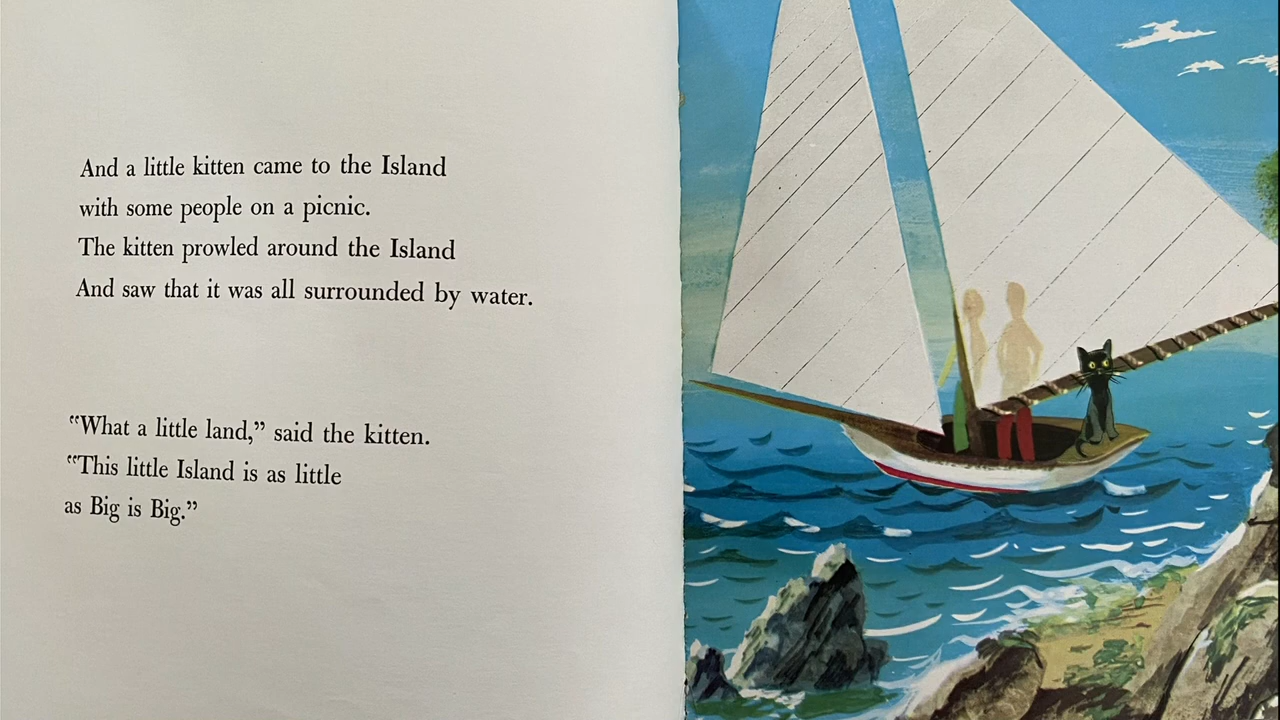 And a little kitten came to the Island
with some people on a picnic.
The kitten prowled around the Island
And saw that it was all surrounded by water.
“What a little land,” said the kitten.
“This little Island is as little
as Big is Big.”